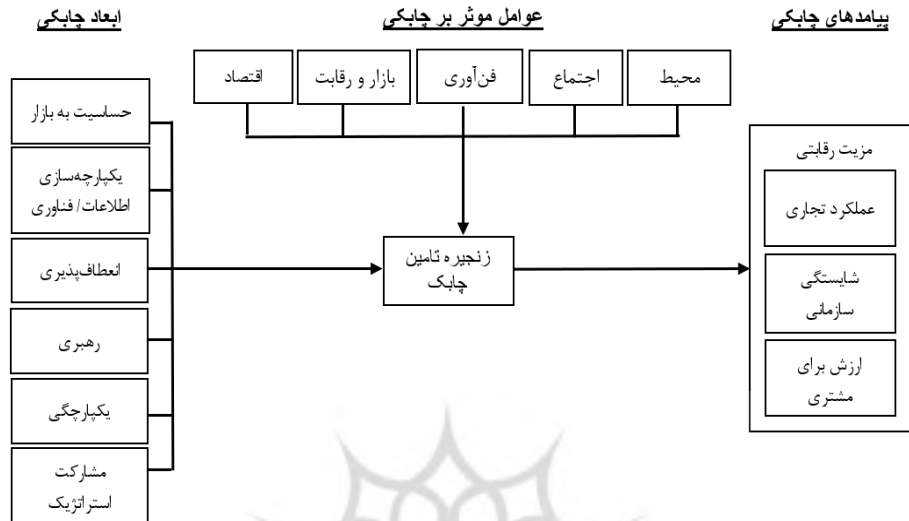 پیامدهای چابکی
عوامل موثر بر چابکی
ابعاد چابکی
محیط
اجتماع
فن‌آوری
بازار و رقابت
اقتصاد
حساسیت به بازار
یکپارچه‌سازی
اطلاعات/ فناوری
انعطاف‌پذیری
رهبری
یکپارچگی
مشارکت
استراتژیک
زنجیره تامین
چابک
مزیت رقابتی
عملکرد تجاری
شایستگی
سازمانی
ارزش برای
مشتری